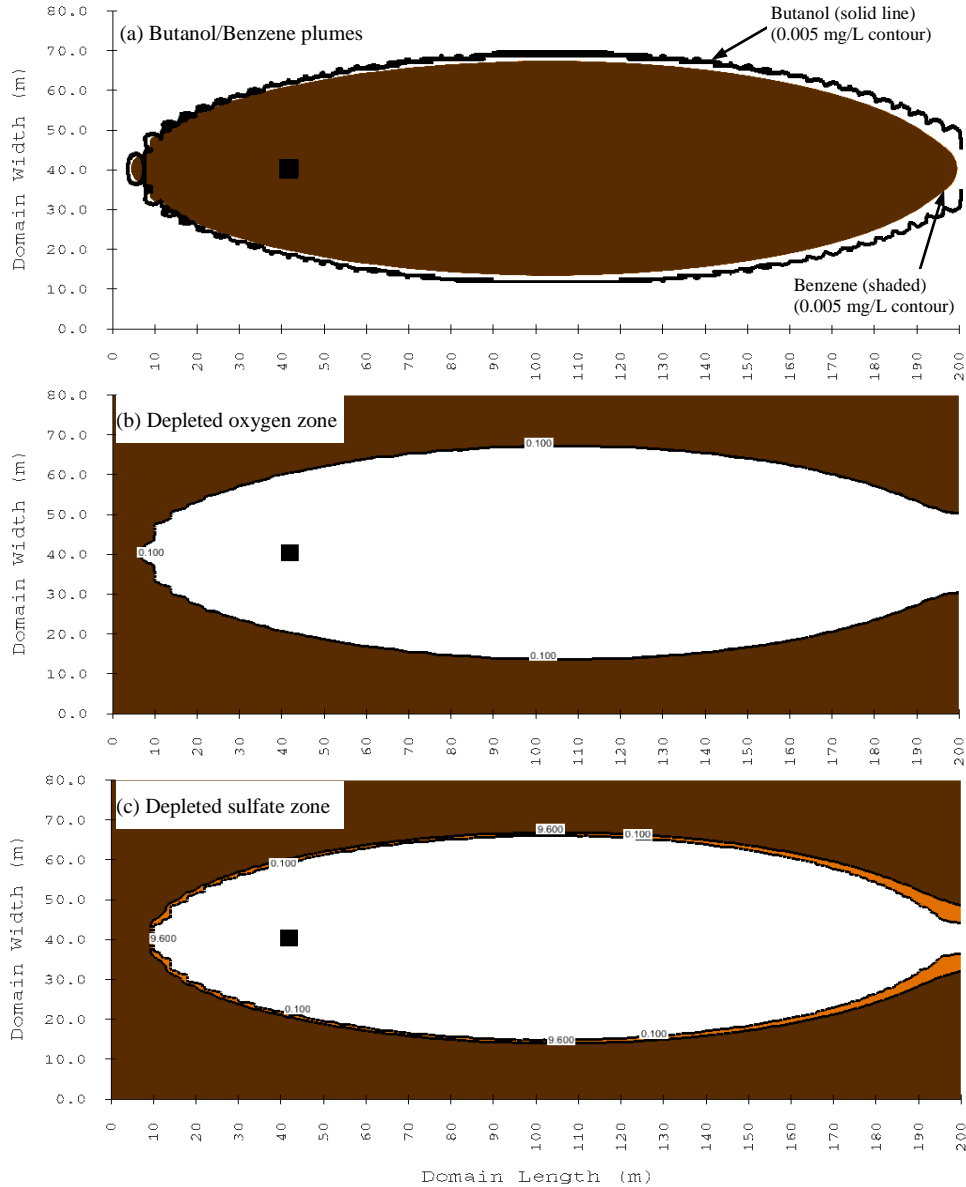 (a) Butanol/Benzene plumes
Butanol (solid line)
(0.005 mg/L contour)
Benzene (shaded)
(0.005 mg/L contour)
Domain Width (m)
80.0
70.0
60.0
50.0
40.0
30.0
20.0
10.0
0.0
0 10 20 30 40 50 60 70 80 90 100 110 120 130 140 150 160 170 180 190 200
(b) Depleted oxygen zone
Domain Width (m)
80.0
70.0
60.0
50.0
40.0
30.0
20.0
10.0
0.0
0.100
0.100
0.100
0 10 20 30 40 50 60 70 80 90 100 110 120 130 140 150 160 170 180 190 200
(c) Depleted sulfate zone
Domain Width (m)
80.0
70.0
60.0
50.0
40.0
30.0
20.0
10.0
0.0
9.600
0.100
0.100
9.600
0.100
0.100
9.600
0 10 20 30 40 50 60 70 80 90 100 110 120 130 140 150 160 170 180 190 200
Domain Length (m)